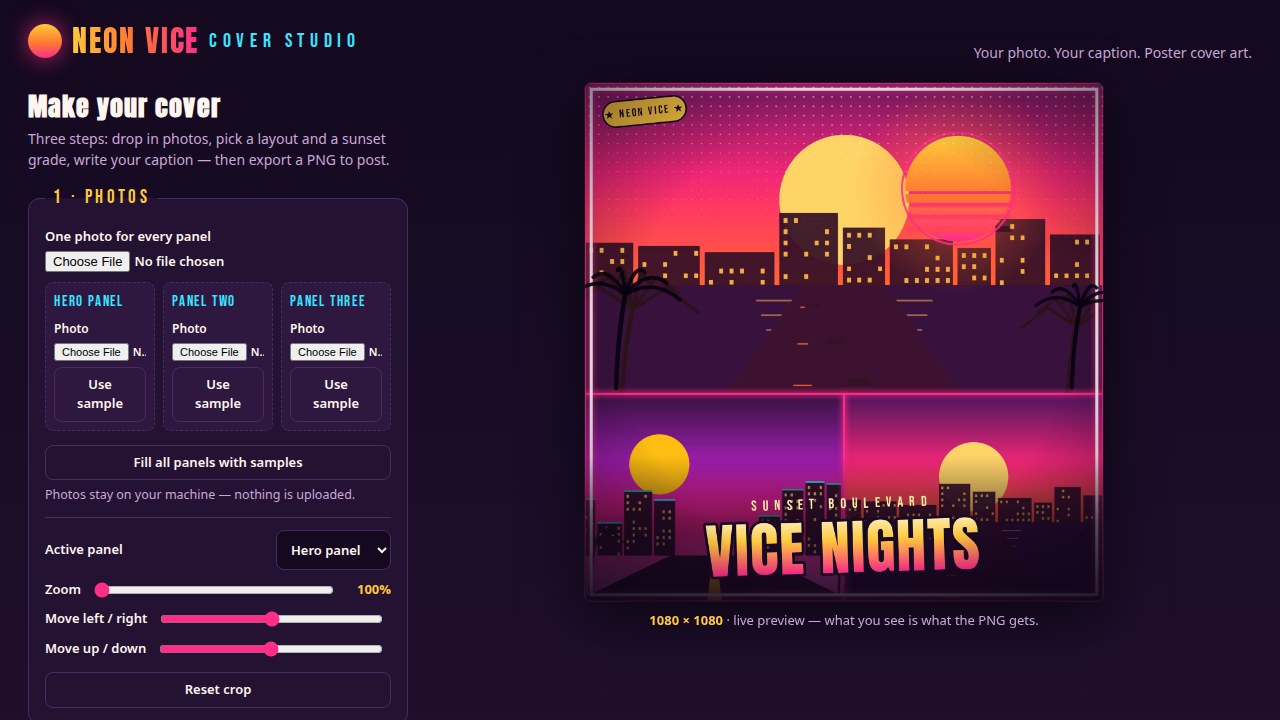 NEON VICE COVER STUDIO
Your photo. Your caption. Poster cover art.
Make your cover
Three steps: drop in photos, pick a layout and a sunset
grade, write your caption — then export a PNG to post.
1 · PHOTOS
One photo for every panel
Choose File No file chosen
HERO PANEL
Photo
Choose File N..
Use
sample
PANEL TWO
Photo
Choose File N..
Use
sample
PANEL THREE
Photo
Choose File N..
Use
sample
Fill all panels with samples
Photos stay on your machine — nothing is uploaded.
Active panel
Hero panel
Zoom
100%
Move left / right
Move up / down
Reset crop
★ NEON VICE ★
SUNSET BOULEVARD
VICE NIGHTS
1080 × 1080 · live preview — what you see is what the PNG gets.